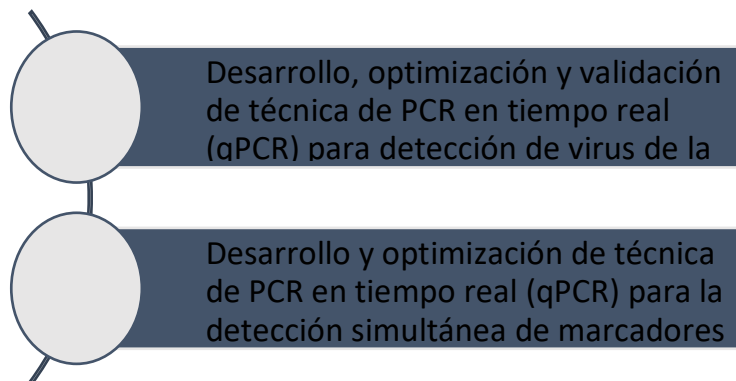 Desarrollo, optimización y validación
de técnica de PCR en tiempo real
(qPCR) para detección de virus de la
Desarrollo y optimización de técnica
de PCR en tiempo real (qPCR) para la
detección simultánea de marcadores